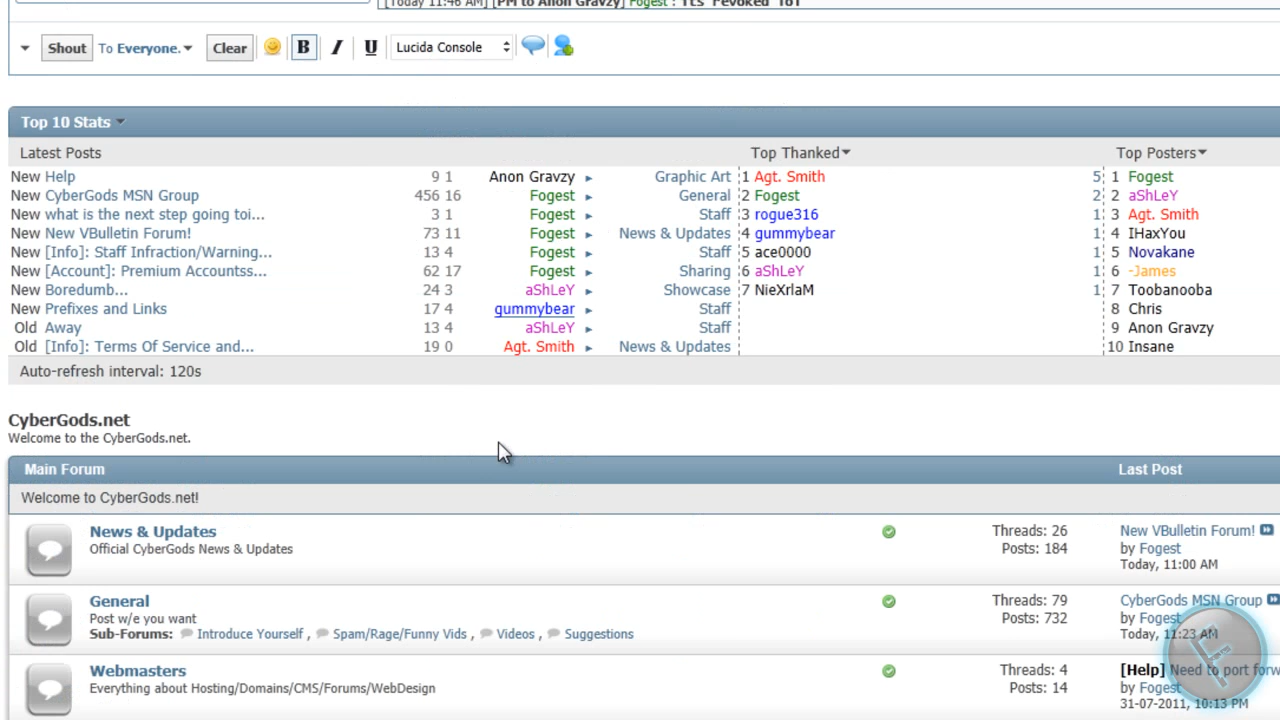 [Today 11:46 AM] [PM to Anon Gravzy] Fogest : its "revoked" lol
Shout To Everyone. Clear B I U Lucida Console
Top 10 Stats
Latest Posts Top Thanked Top Posters
New Help 9 1 Anon Gravzy Graphic Art 1 Agt. Smith 5 1 Fogest
New CyberGods MSN Group 456 16 Fogest General 2 Fogest 2 2 aShLeY
New what is the next step going toi... 3 1 Fogest Staff 3 rogue316 1 3 Agt. Smith
New New VBulletin Forum! 73 11 Fogest News & Updates 4 gummybear 1 4 IHaxYou
New [Info]: Staff Infraction/Warning... 13 4 Fogest Staff 5 ace0000 1 5 Novakane
New [Account]: Premium Accountss... 62 17 Fogest Sharing 6 aShLeY 1 6 -James
New Boredumb... 24 3 aShLeY Showcase 7 NieXrlaM 1 7 Toobanooba
New Prefixes and Links 17 4 gummybear Staff 8 Chris
Old Away 13 4 aShLeY Staff 9 Anon Gravzy
Old [Info]: Terms Of Service and... 19 0 Agt. Smith News & Updates 10 Insane
Auto-refresh interval: 120s
CyberGods.net
Welcome to the CyberGods.net.
Main Forum Last Post
Welcome to CyberGods.net!
News & Updates Threads: 26 New VBulletin Forum!
Official CyberGods News & Updates Posts: 184 by Fogest
Today, 11:00 AM
General Threads: 79 CyberGods MSN Group
Post w/e you want Posts: 732 by Fogest
Sub-Forums: Introduce Yourself , Spam/Rage/Funny Vids , Videos , Suggestions Today, 11:23 AM
Webmasters Threads: 4 [Help] Need to port forw
Everything about Hosting/Domains/CMS/Forums/WebDesign Posts: 14 by Fogest
31-07-2011, 10:13 PM